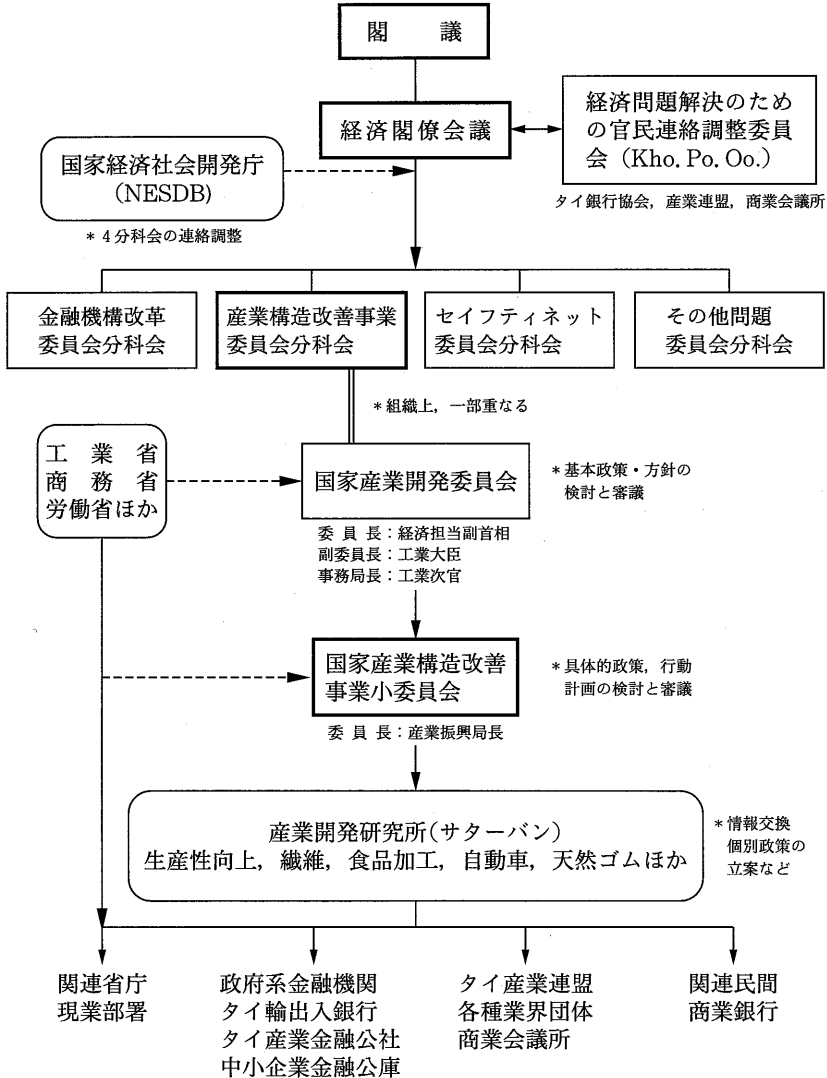 閣　議
経済閣僚会議
経済問題解決のため
の官民連絡調整委員
会（Kho. Po. Oo.）
タイ銀行協会，産業連盟，商業会議所
国家経済社会開発庁
(NESDB)
＊4分科会の連絡調整
金融機構改革
委員会分科会
産業構造改善事業
委員会分科会
セイフティネット
委員会分科会
その他問題
委員会分科会
＊組織上，一部重なる
工　業　省
商　務　省
労働省ほか
国家産業開発委員会
＊基本政策・方針の
検討と審議
委　員　長：経済担当副首相
副委員長：工業大臣
事務局長：工業次官
国家産業構造改善
事業小委員会
＊具体的政策，行動
計画の検討と審議
委　員　長：産業振興局長
産業開発研究所（サターバン）
生産性向上，繊維，食品加工，自動車，天然ゴムほか
＊情報交換
個別政策の
立案など
関連省庁
現業部署
政府系金融機関
タイ輸出入銀行
タイ産業金融公社
中小企業金融公庫
タイ産業連盟
各種業界団体
商業会議所
関連民間
商業銀行